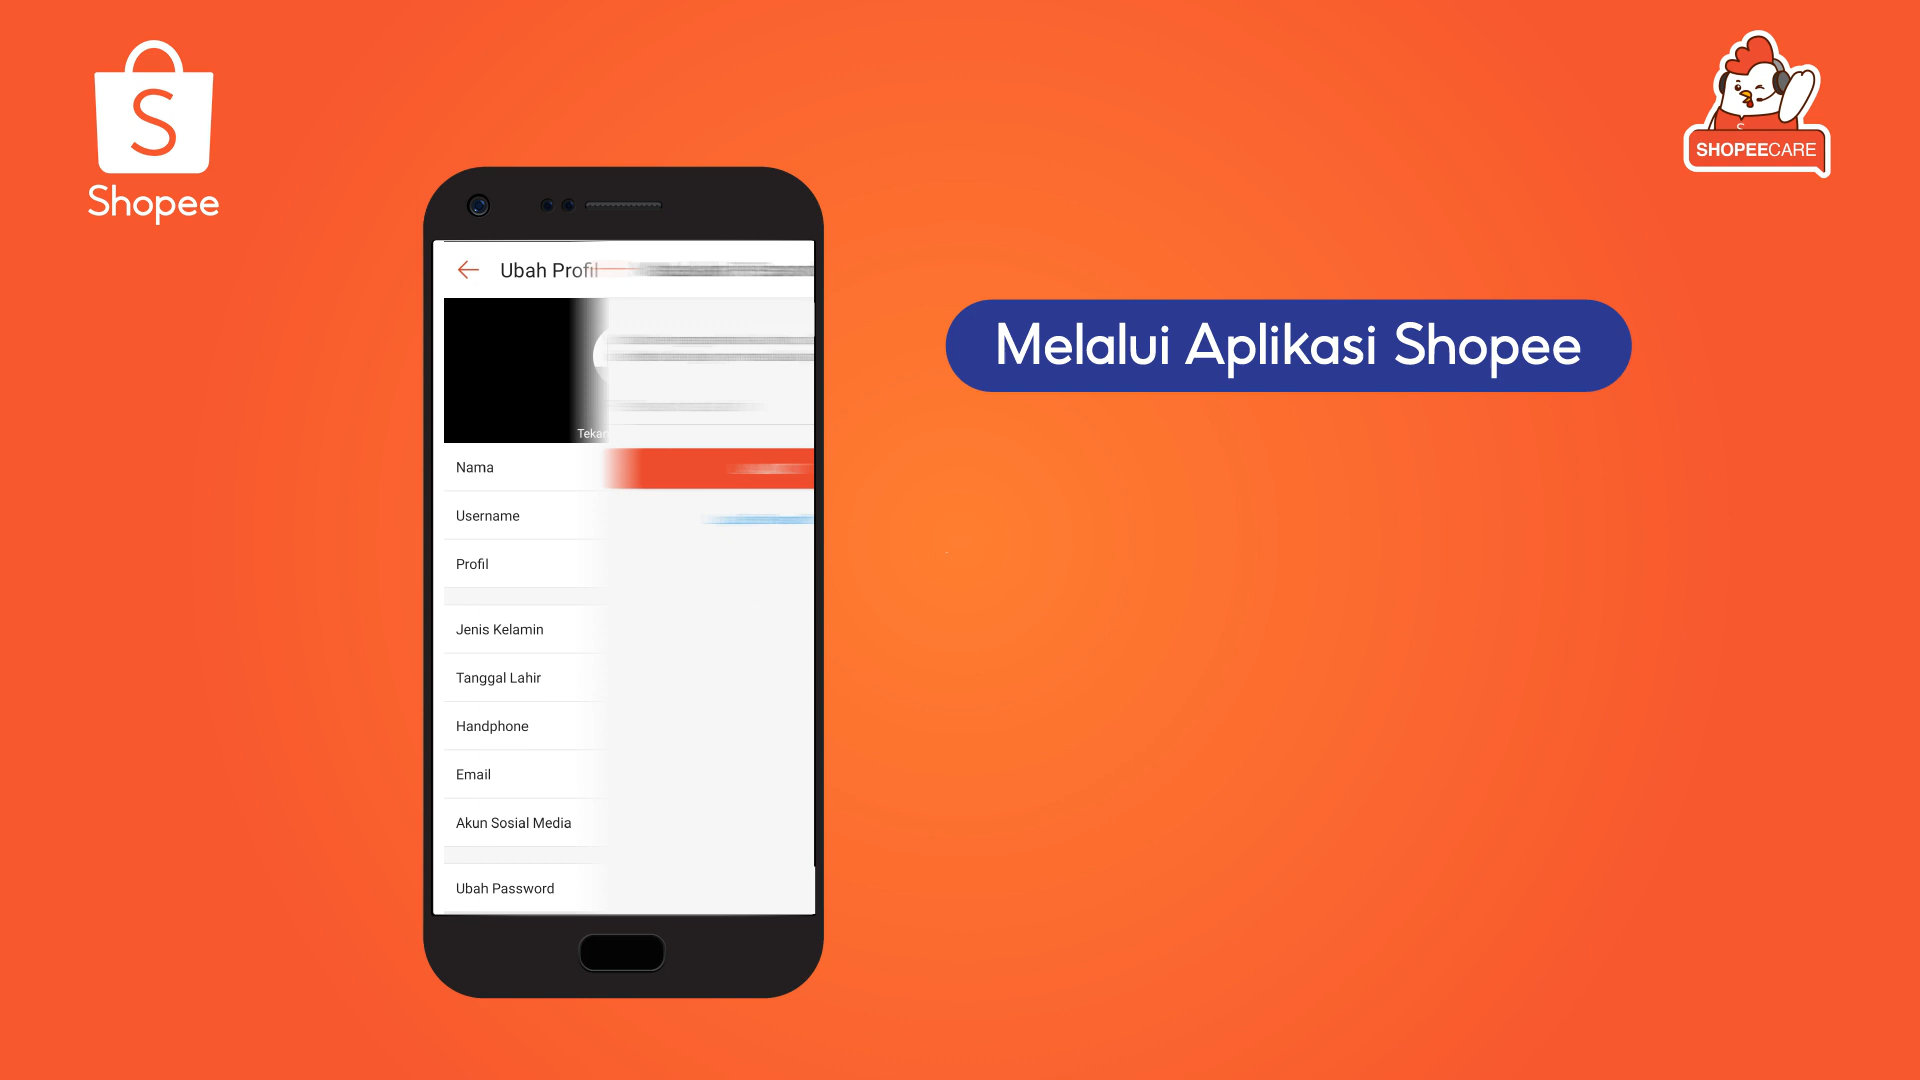 S
Shopee
SHOPEECARE
Ubah Profil
Melalui Aplikasi Shopee
Nama
Username
Profil
Jenis Kelamin
Tanggal Lahir
Handphone
Email
Akun Sosial Media
Ubah Password